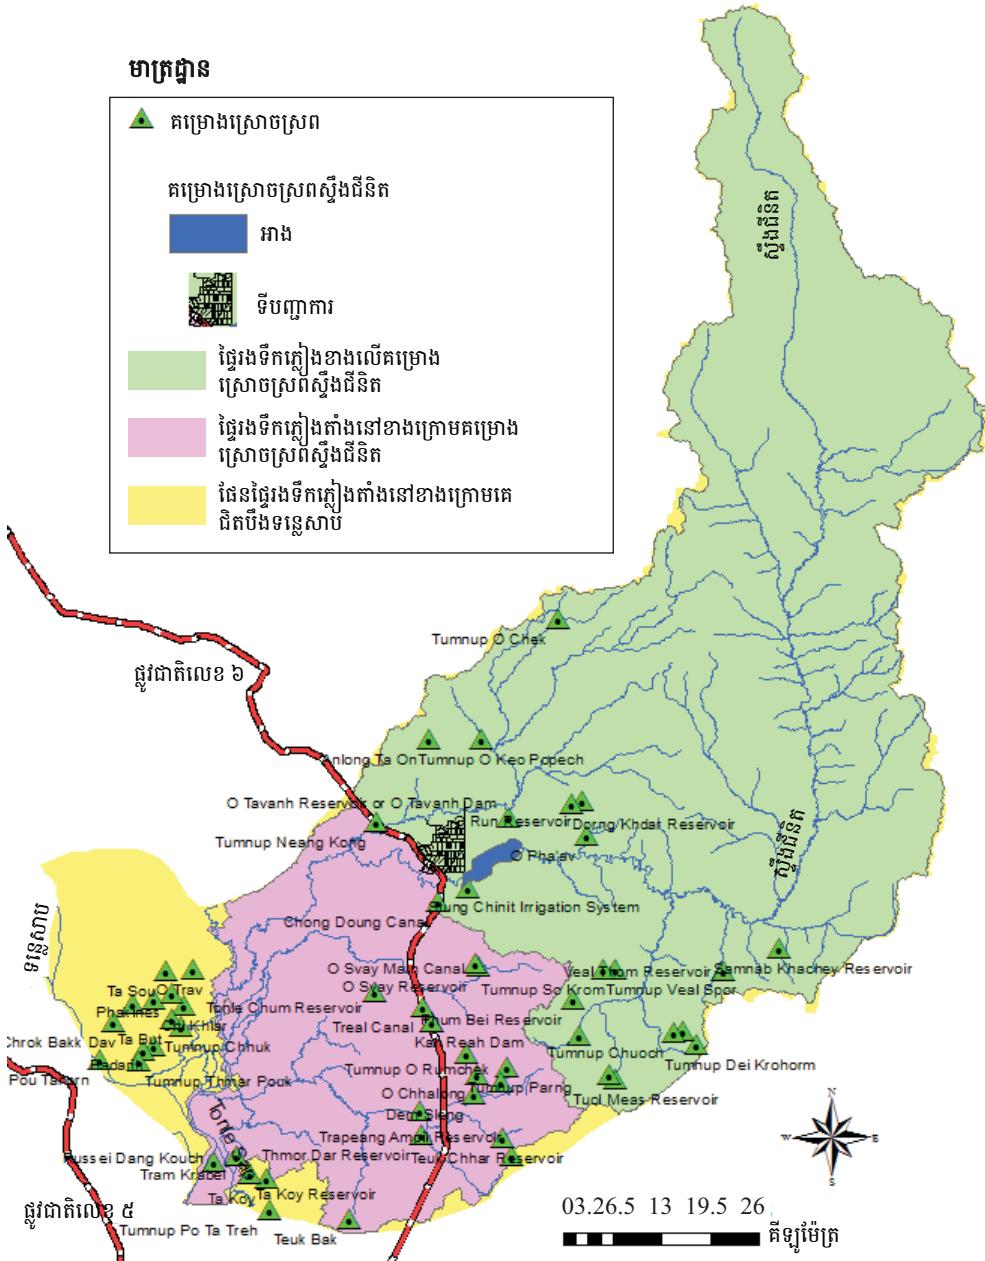 មាត្រដ្ឋាន
គម្រោងស្រោចស្រព
គម្រោងស្រោចស្រពស្ទឹងជីនិត
អាង
ទីបញ្ជាការ
ផ្ទៃរងទឹកភ្លៀងខាងលើគម្រោង
ស្រោចស្រពស្ទឹងជីនិត
ផ្ទៃរងទឹកភ្លៀងតាំងនៅខាងក្រោមគម្រោង
ស្រោចស្រពស្ទឹងជីនិត
ផែនផ្ទៃរងទឹកភ្លៀងតាំងនៅខាងក្រោមគេ
ជិតបឹងទន្លេសាប
ស្ទឹងជីនិត
Tumnup O Chek
ផ្លូវជាតិលេខ ៦
Anlong Ta On
Tumnup O Keo Popech
O Tavanh Reservoir or O Tavanh Dam
O Run Reservoir
Dorng Khdat Reservoir
Tumnup Neang Kong
O Pha'av
ស្ទឹងជីនិត
Stung Chinit Irrigation System
Chong Doung Canal
ទន្លេសាប
O Svay Main Canal
Veal Thom Reservoir
Samnab Khachey Reservoir
Ta Sou
O Trav
O Svay Reservoir
Tumnup So Krom
Tumnup Veal Spor
Tonle Chum Reservoir
Treal Canal
Phum Bei Reservoir
Chrok Bakk Dav
Ta But
Tumnup Chhuk
Kan Reah Dam
Tumnup Chuoch
Tumnup Dei Krohorm
Pou Takorn
Tumnup Thmar Pouk
Tumnup O Rumchek
Tumnup Parng
O Chhalong
Tuol Meas Reservoir
Dem Sleng
Tonle Sap
Trapeang Ampil Reservoir
Russei Dang Kouch
Thmor Dar Reservoir
Teuk Chhar Reservoir
Tram Krabei
Ta Koy
Ta Koy Reservoir
ផ្លូវជាតិលេខ ៥
Tumnup Po Ta Treh
Teuk Bak
N
W
E
S
03.26.5 13 19.5 26
គីឡូម៉ែត្រ